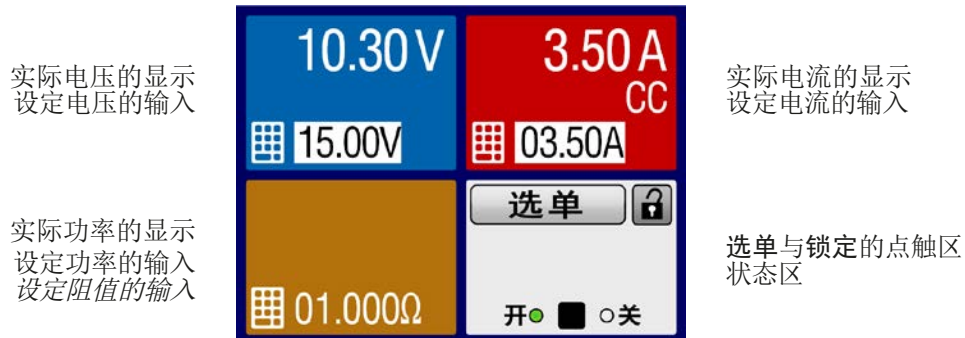 实际电压的显示
设定电压的输入
10.30V
15.00V
3.50A
CC
03.50A
实际电流的显示
设定电流的输入
实际功率的显示
设定功率的输入
设定阻值的输入
01.000Ω
选单
开 关
选单与锁定的点触区
状态区